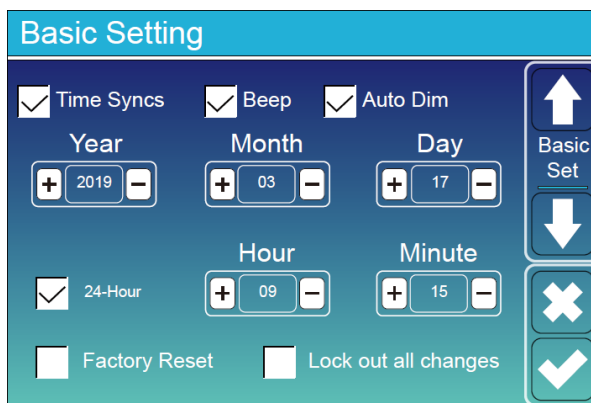 Basic Setting
Time Syncs Beep Auto Dim
Year Month Day
+ 2019 − + 03 − + 17 −
Basic
Set
Hour Minute
24-Hour + 09 − + 15 −
Factory Reset Lock out all changes